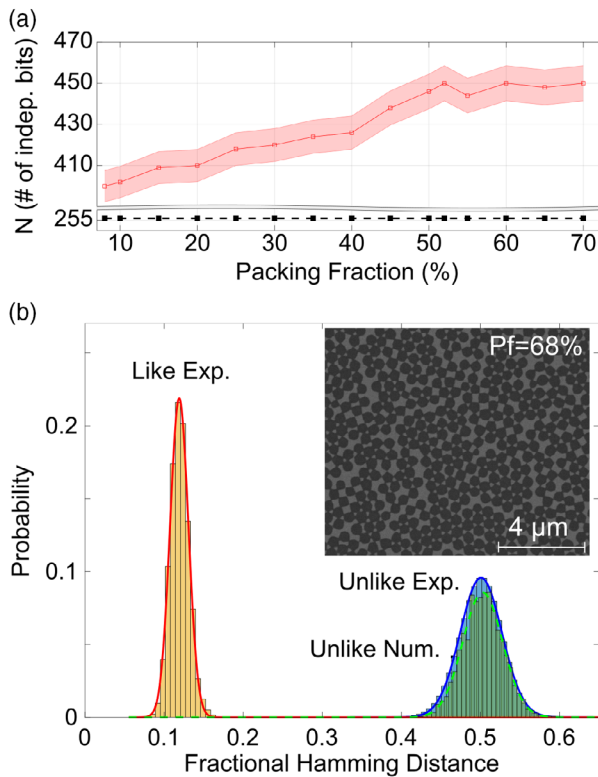 (a)
N (# of indep. bits)
470
450
430
410
255
10 20 30 40 50 60 70
Packing Fraction (%)
(b)
Probability
0.2
0.1
0
Like Exp.
Pf=68%
4 µm
Unlike Exp.
Unlike Num.
0 0.1 0.2 0.3 0.4 0.5 0.6
Fractional Hamming Distance